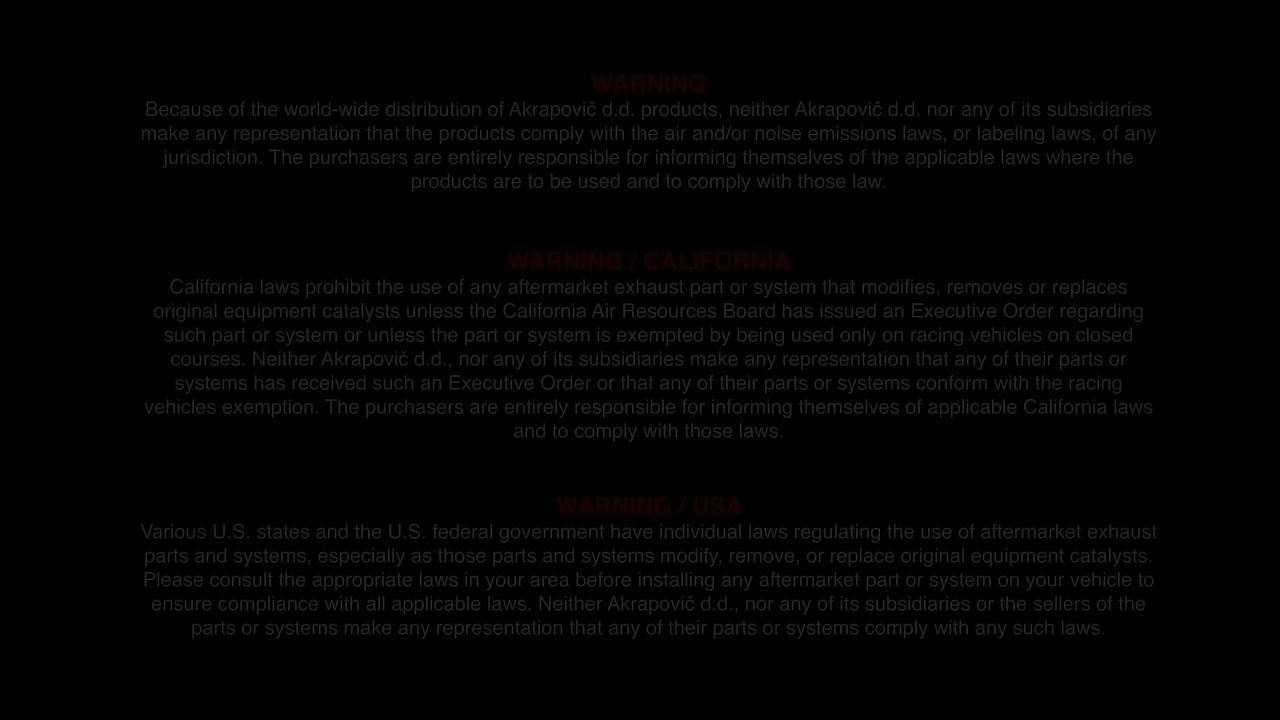 WARNING
Because of the world-wide distribution of Akrapovič d.d. products, neither Akrapovič d.d. nor any of its subsidiaries
make any representation that the products comply with the air and/or noise emissions laws, or labeling laws, of any
jurisdiction. The purchasers are entirely responsible for informing themselves of the applicable laws where the
products are to be used and to comply with those law.
WARNING / CALIFORNIA
California laws prohibit the use of any aftermarket exhaust part or system that modifies, removes or replaces
original equipment catalysts unless the California Air Resources Board has issued an Executive Order regarding
such part or system or unless the part or system is exempted by being used only on racing vehicles on closed
courses. Neither Akrapovič d.d., nor any of its subsidiaries make any representation that any of their parts or
systems has received such an Executive Order or that any of their parts or systems conform with the racing
vehicles exemption. The purchasers are entirely responsible for informing themselves of applicable California laws
and to comply with those laws.
WARNING / USA
Various U.S. states and the U.S. federal government have individual laws regulating the use of aftermarket exhaust
parts and systems, especially as those parts and systems modify, remove, or replace original equipment catalysts.
Please consult the appropriate laws in your area before installing any aftermarket part or system on your vehicle to
ensure compliance with all applicable laws. Neither Akrapovič d.d., nor any of its subsidiaries or the sellers of the
parts or systems make any representation that any of their parts or systems comply with any such laws.